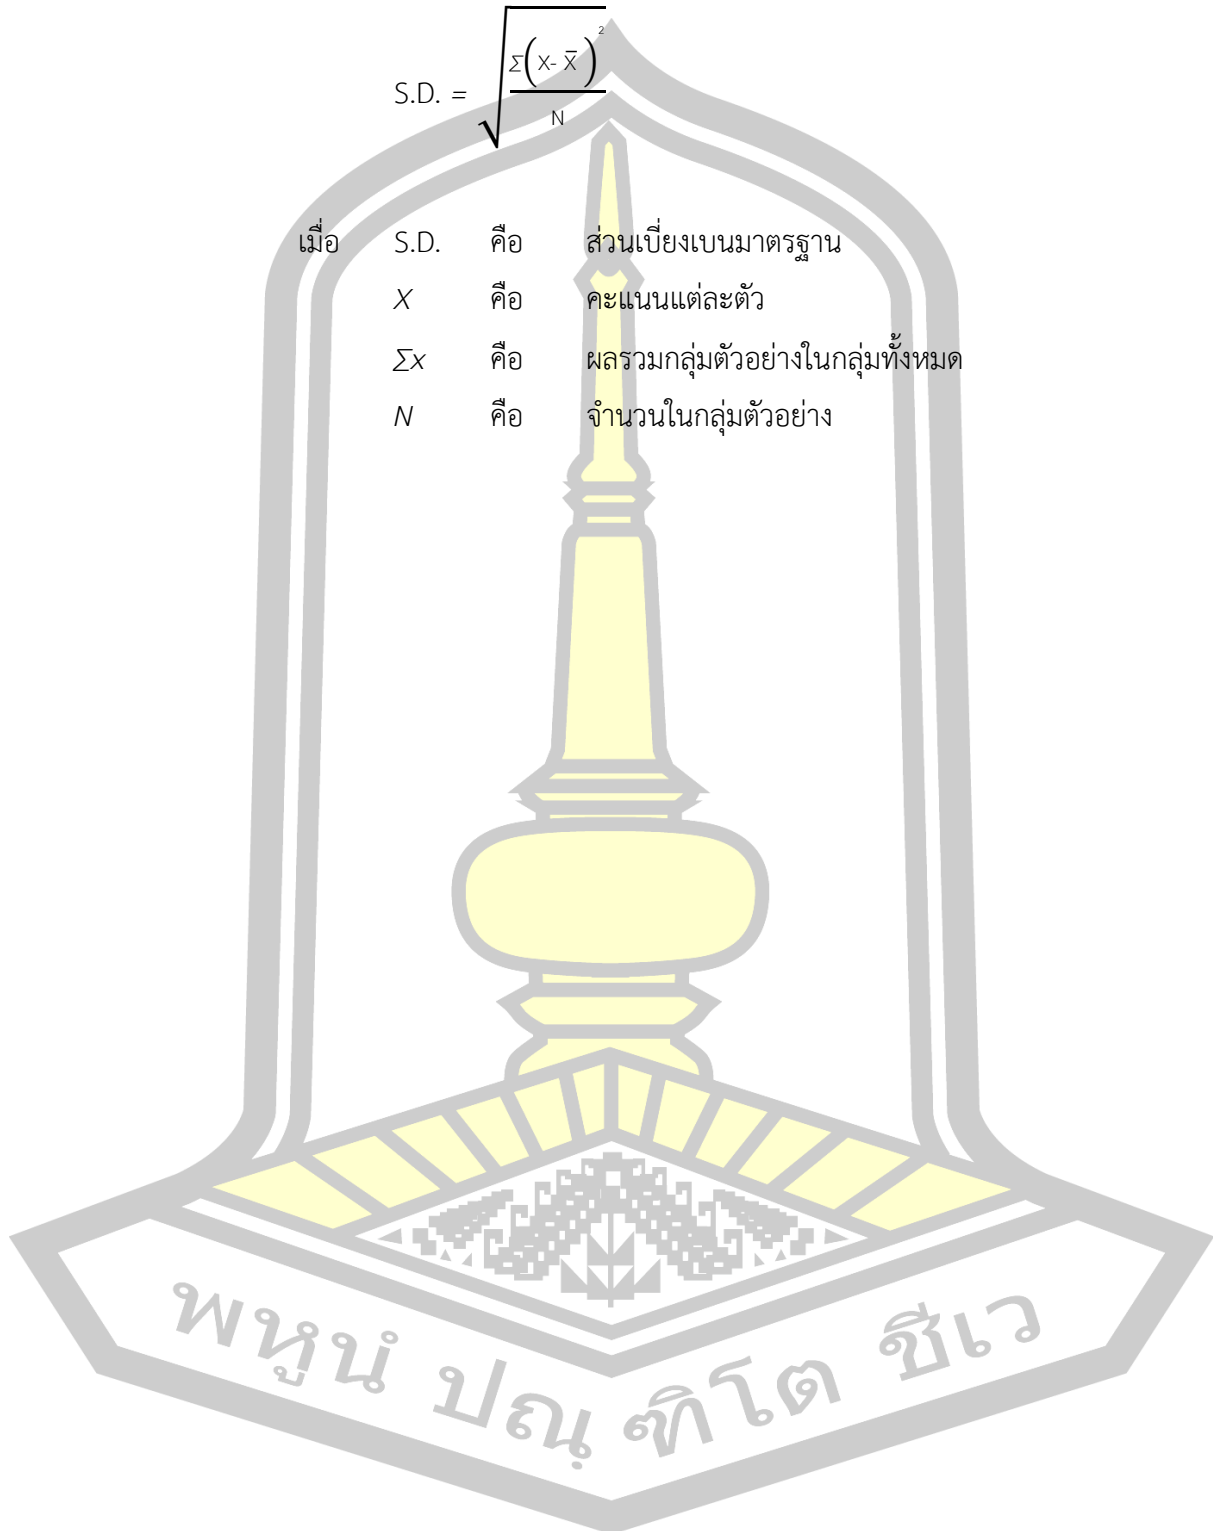 S.D. = √(Σ(X- X̄)² / N)
เมื่อ S.D. คือ ส่วนเบี่ยงเบนมาตรฐาน
X คือ คะแนนแต่ละตัว
Σx คือ ผลรวมกลุ่มตัวอย่างในกลุ่มทั้งหมด
N คือ จำนวนในกลุ่มตัวอย่าง
พหูนํ ปณฺฑิโต ชีเว